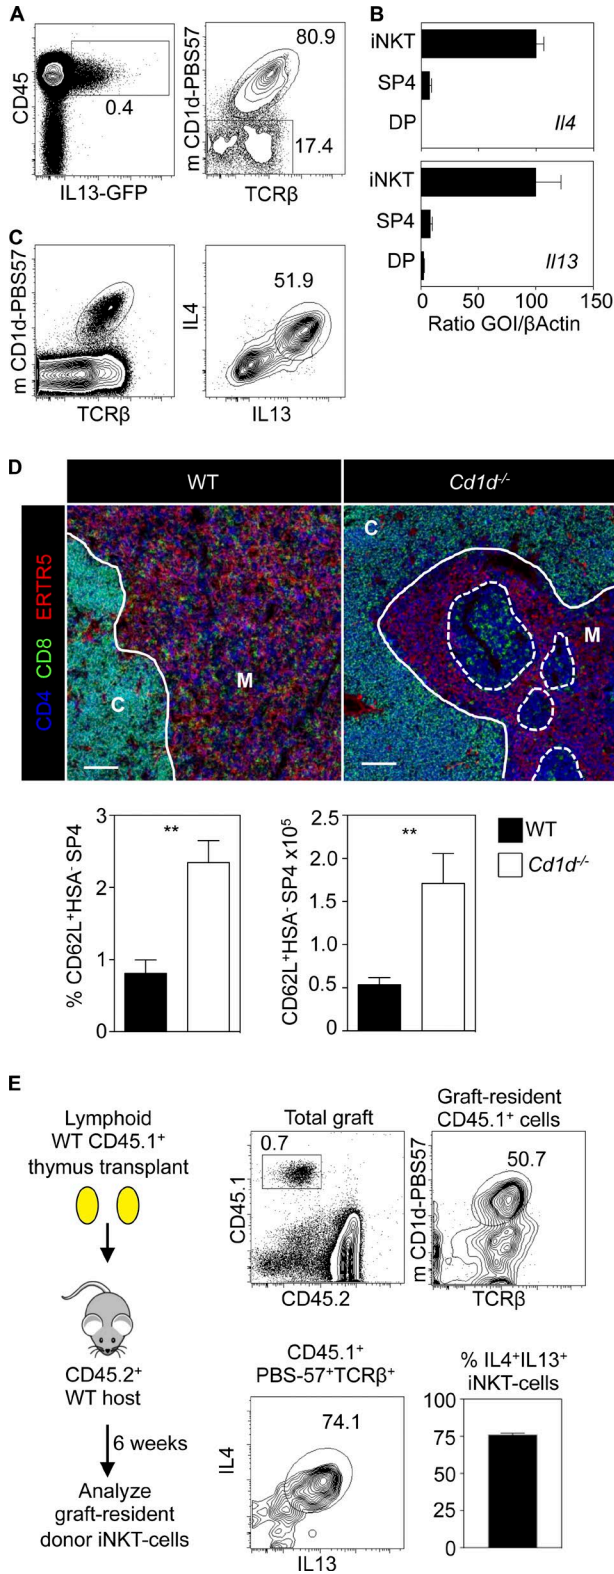 A
CD45
0.4
IL13-GFP
m CD1d-PBS57
80.9
17.4
TCRβ
B
iNKT
SP4
DP
Il4
iNKT
SP4
DP
Il13
0 50 100 150
Ratio GOI/βActin
C
m CD1d-PBS57
TCRβ
IL4
51.9
IL13
D
WT
Cd1d-/-
CD4 CD8 ERTR5
C
M
C
M
% CD62L+HSA- SP4
3
2
1
0
**
CD62L+HSA- SP4 x10⁵
2.5
2.0
1.5
1.0
0.5
0
**
WT
Cd1d-/-
E
Lymphoid
WT CD45.1+
thymus transplant
CD45.2+
WT host
6 weeks
Analyze
graft-resident
donor iNKT-cells
Total graft
0.7
CD45.1
CD45.2
Graft-resident
CD45.1+ cells
m CD1d-PBS57
50.7
TCRβ
CD45.1+
PBS-57+TCRβ+
IL4
74.1
IL13
% IL4+IL13+
iNKT-cells
100
75
50
25
0